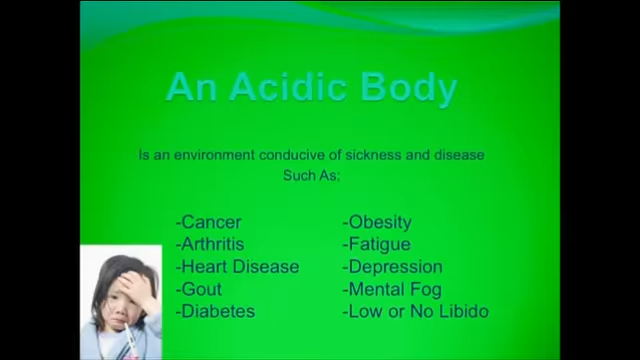 An Acidic Body
Is an environment conducive of sickness and disease
Such As:
-Cancer
-Arthritis
-Heart Disease
-Gout
-Diabetes
-Obesity
-Fatigue
-Depression
-Mental Fog
-Low or No Libido